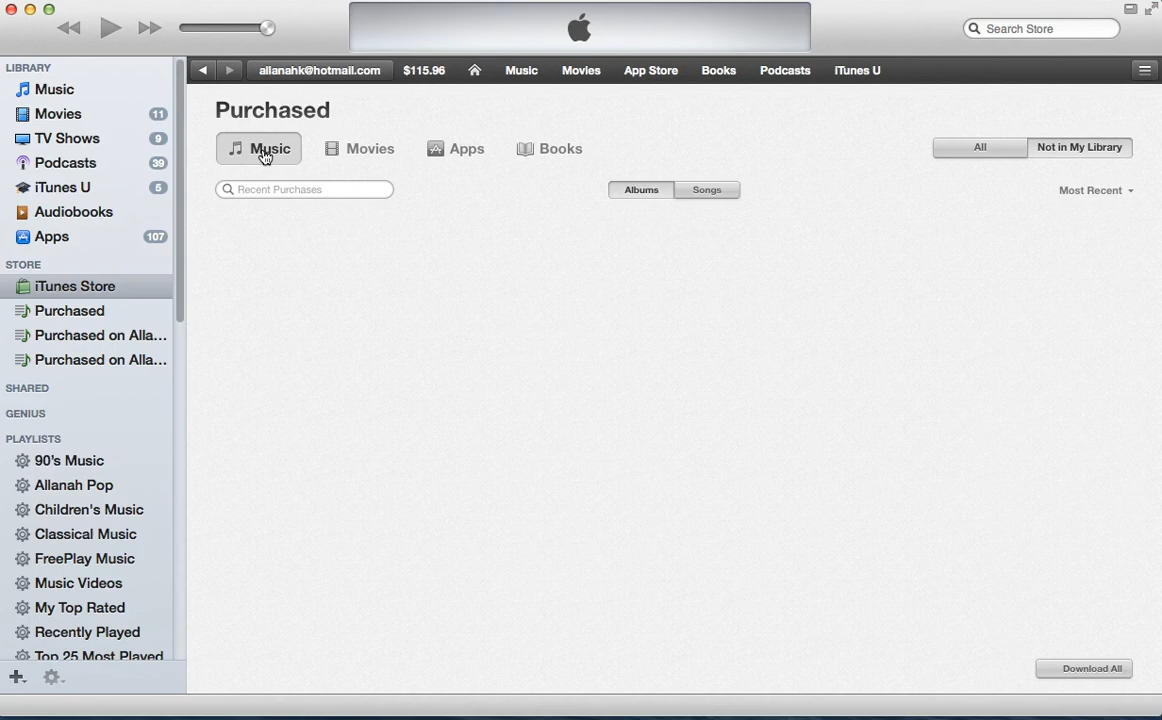 Search Store
LIBRARY
Music
Movies 11
TV Shows 9
Podcasts 39
iTunes U 5
Audiobooks
Apps 107
STORE
iTunes Store
Purchased
Purchased on Alla...
Purchased on Alla...
SHARED
GENIUS
PLAYLISTS
90's Music
Allanah Pop
Children's Music
Classical Music
FreePlay Music
Music Videos
My Top Rated
Recently Played
Top 25 Most Played
allanahk@hotmail.com $115.96 Music Movies App Store Books Podcasts iTunes U
Purchased
Music Movies Apps Books All Not in My Library
Recent Purchases Albums Songs Most Recent
Download All